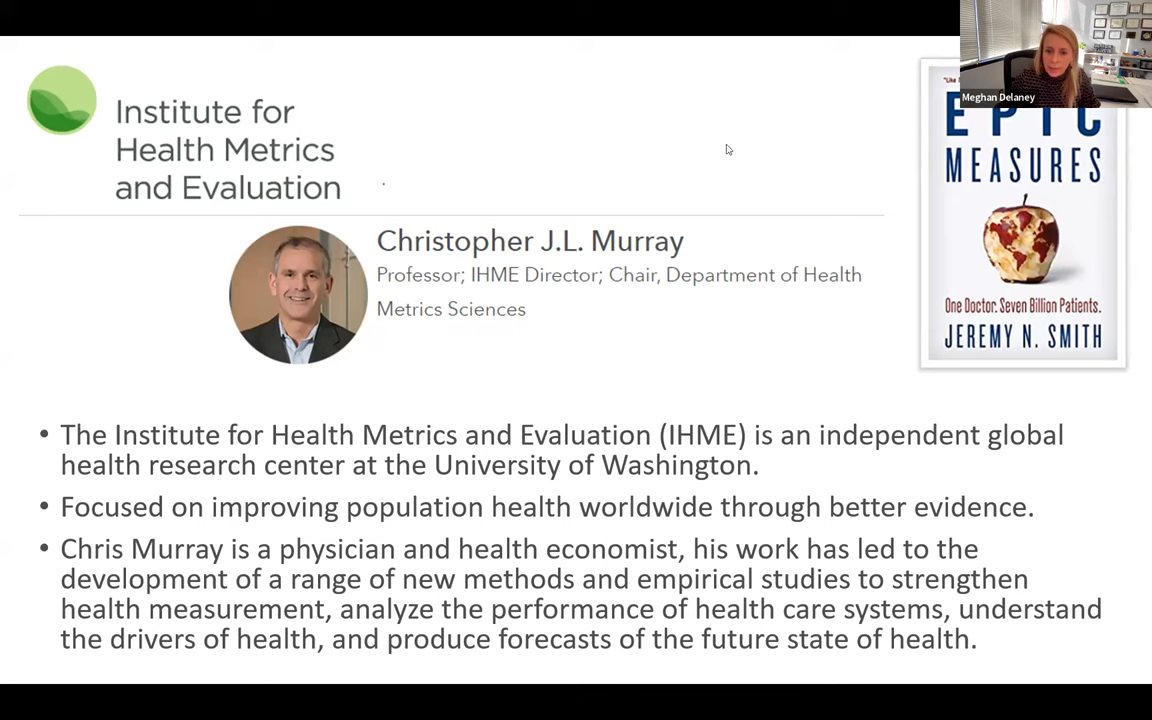 Meghan Delaney
Institute for
Health Metrics
and Evaluation
Christopher J.L. Murray
Professor; IHME Director; Chair, Department of Health
Metrics Sciences
EPIC
MEASURES
One Doctor. Seven Billion Patients.
JEREMY N. SMITH
• The Institute for Health Metrics and Evaluation (IHME) is an independent global
health research center at the University of Washington.
• Focused on improving population health worldwide through better evidence.
• Chris Murray is a physician and health economist, his work has led to the
development of a range of new methods and empirical studies to strengthen
health measurement, analyze the performance of health care systems, understand
the drivers of health, and produce forecasts of the future state of health.